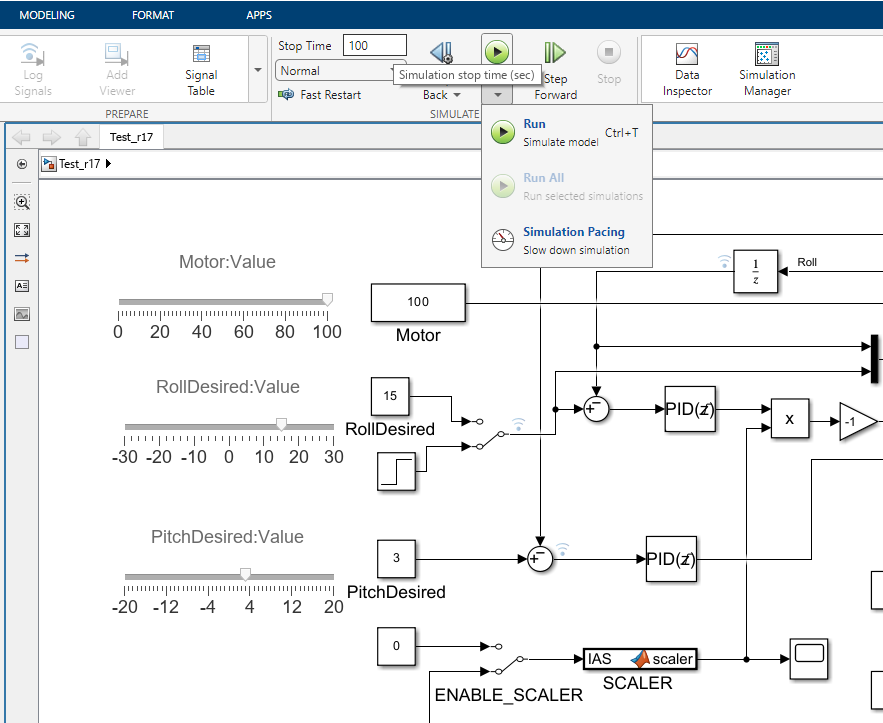 MODELING FORMAT APPS
Stop Time 100
Normal
Simulation stop time (sec)
Log Signals
Add Viewer
Signal Table
Fast Restart
Back
Step Forward
Stop
Data Inspector
Simulation Manager
PREPARE
SIMULATE
Test_r17
Test_r17
Run
Simulate model Ctrl+T
Run All
Run selected simulations
Simulation Pacing
Slow down simulation
Motor:Value
0 20 40 60 80 100
100
Motor
1
z
Roll
RollDesired:Value
-30 -20 -10 0 10 20 30
15
RollDesired
PID(z)
x
-1
PitchDesired:Value
-20 -12 -4 4 12 20
3
PitchDesired
PID(z)
0
ENABLE_SCALER
IAS scaler
SCALER